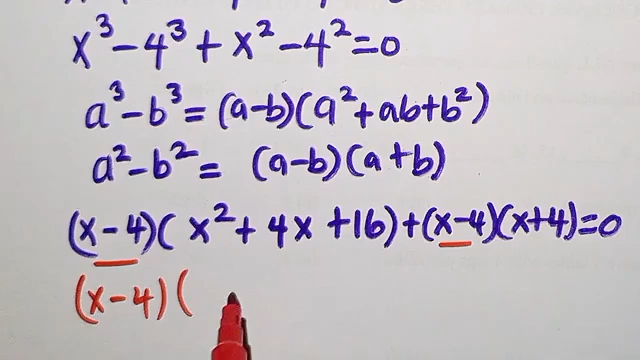 x³ - 4³ + x² - 4² = 0
a³ - b³ = (a-b)(a² + ab + b²)
a² - b² = (a-b)(a+b)
(x-4)(x² + 4x + 16) + (x-4)(x+4) = 0
(x-4)(